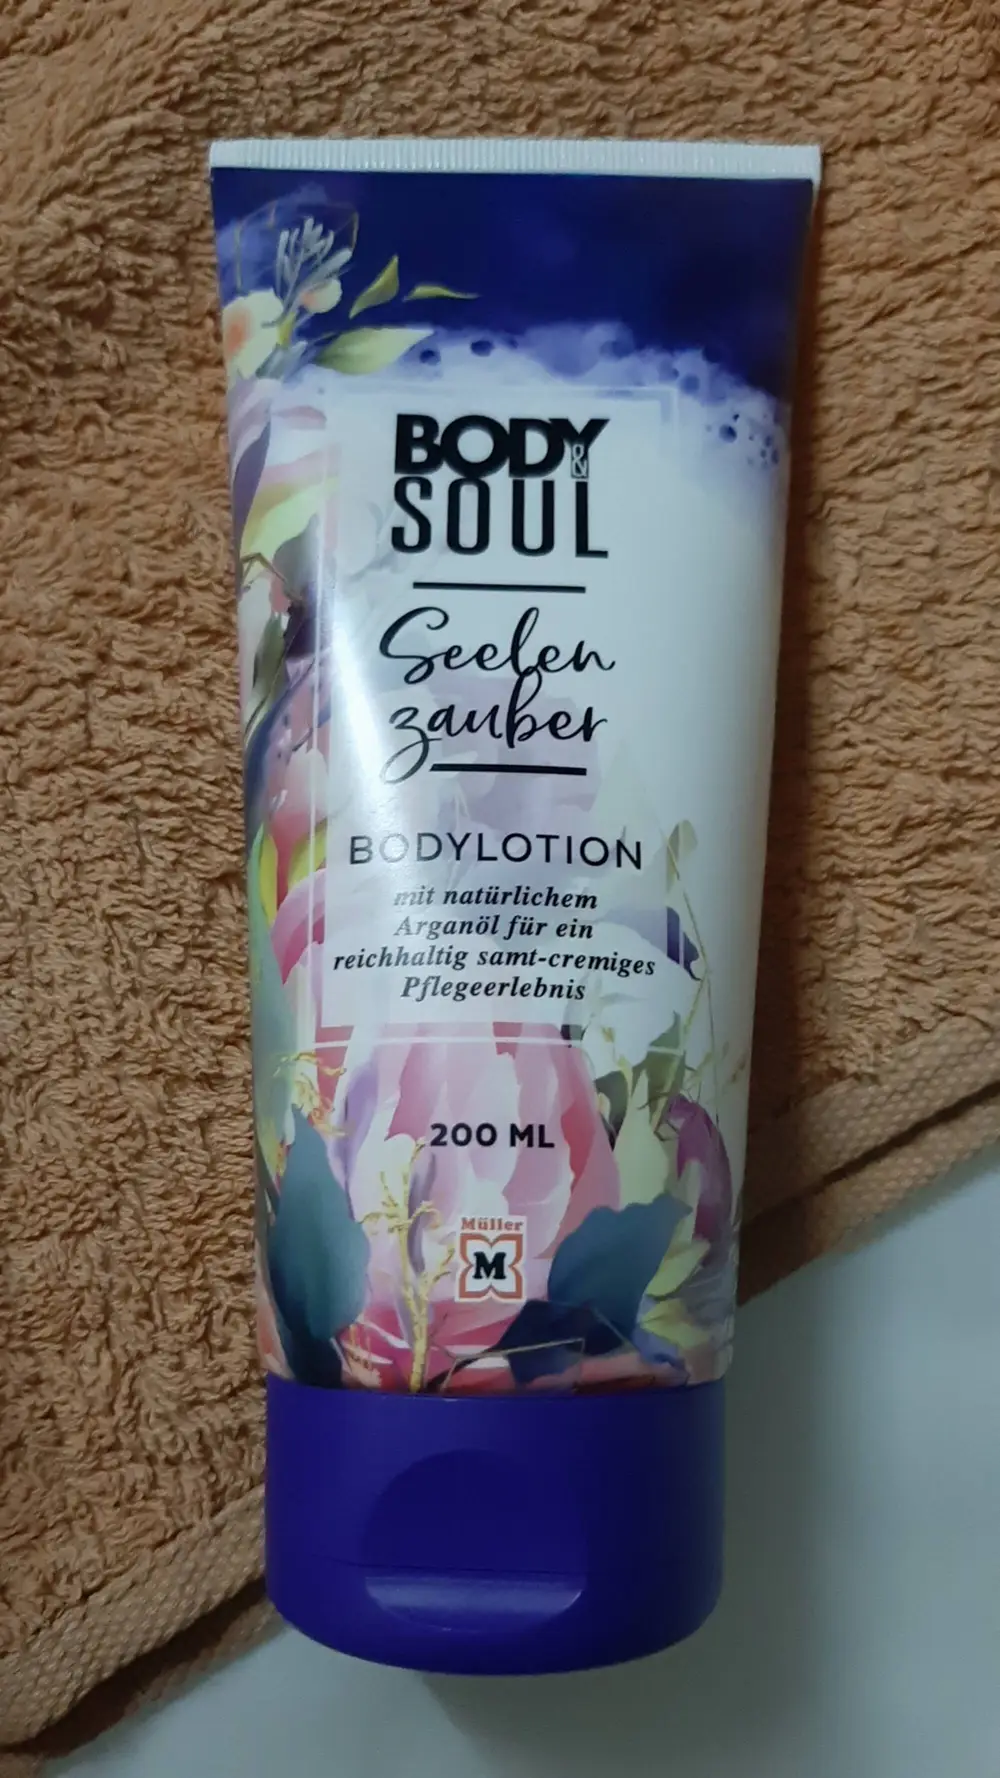 BODY
&
SOUL
Seelen
zauber
BODYLOTION
mit natürlichem
Arganöl für ein
reichhaltig samt-cremiges
Pflegeerlebnis
200 ML
Müller
M